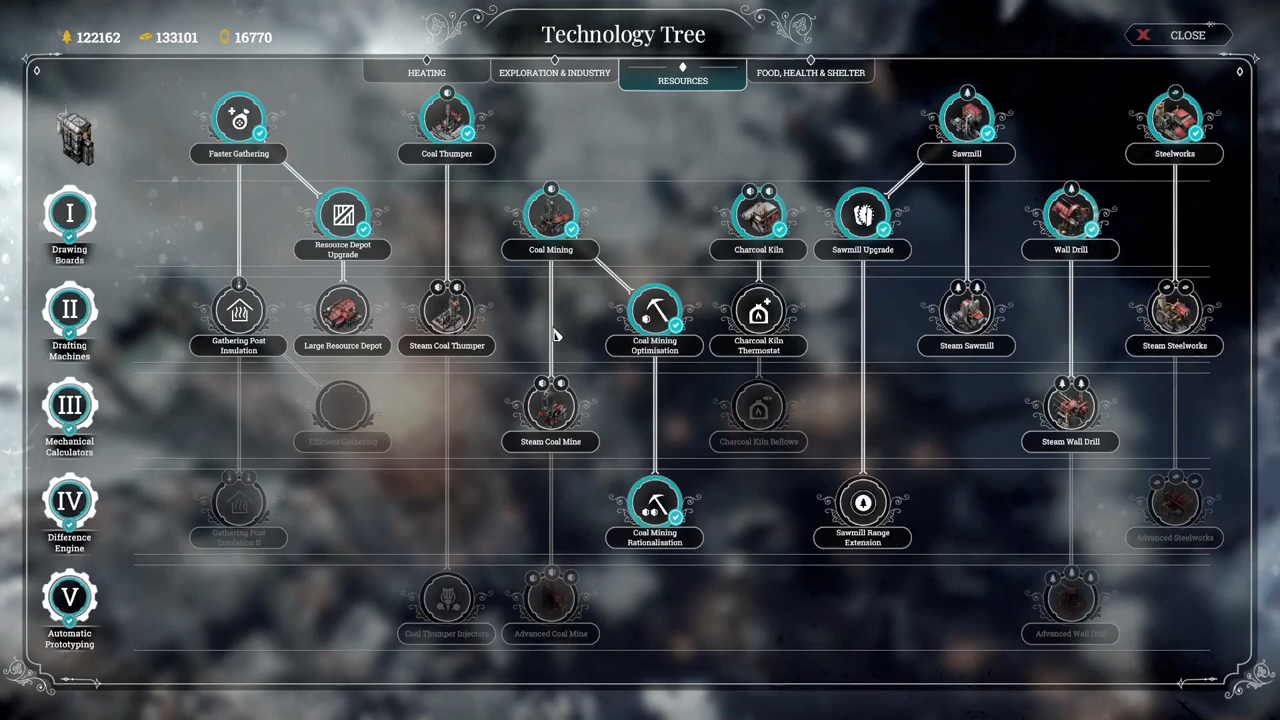 122162 133101 16770
Technology Tree
CLOSE
HEATING
EXPLORATION & INDUSTRY
RESOURCES
FOOD, HEALTH & SHELTER
Faster Gathering
Coal Thumper
Sawmill
Steelworks
I
Drawing
Boards
Resource Depot
Upgrade
Coal Mining
Charcoal Kiln
Sawmill Upgrade
Wall Drill
II
Drafting
Machines
Gathering Post
Insulation
Large Resource Depot
Steam Coal Thumper
Coal Mining
Optimisation
Charcoal Kiln
Thermostat
Steam Sawmill
Steam Steelworks
III
Mechanical
Calculators
Efficient Gathering
Steam Coal Mine
Charcoal Kiln Bellows
Steam Wall Drill
IV
Difference
Engine
Gathering Post
Insulation II
Coal Mining
Rationalisation
Sawmill Range
Extension
Advanced Steelworks
V
Automatic
Prototyping
Coal Thumper Injectors
Advanced Coal Mine
Advanced Wall Drill